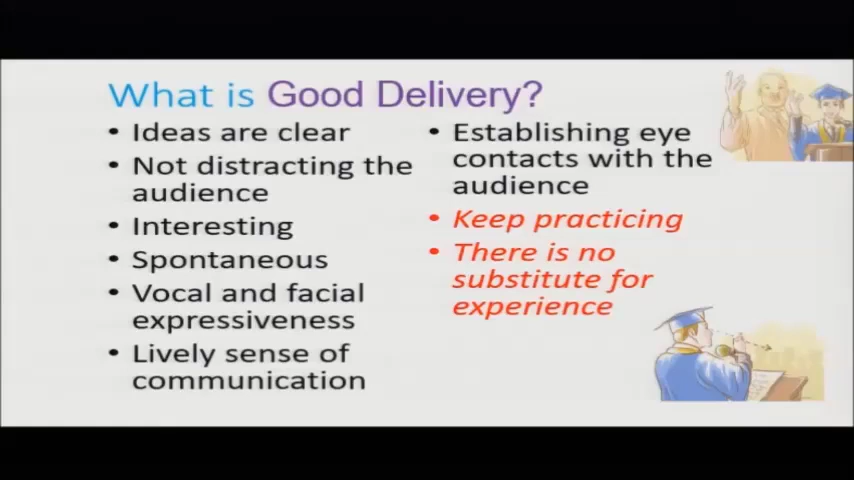 What is Good Delivery?
• Ideas are clear
• Not distracting the
audience
• Interesting
• Spontaneous
• Vocal and facial
expressiveness
• Lively sense of
communication
• Establishing eye
contacts with the
audience
• Keep practicing
• There is no
substitute for
experience